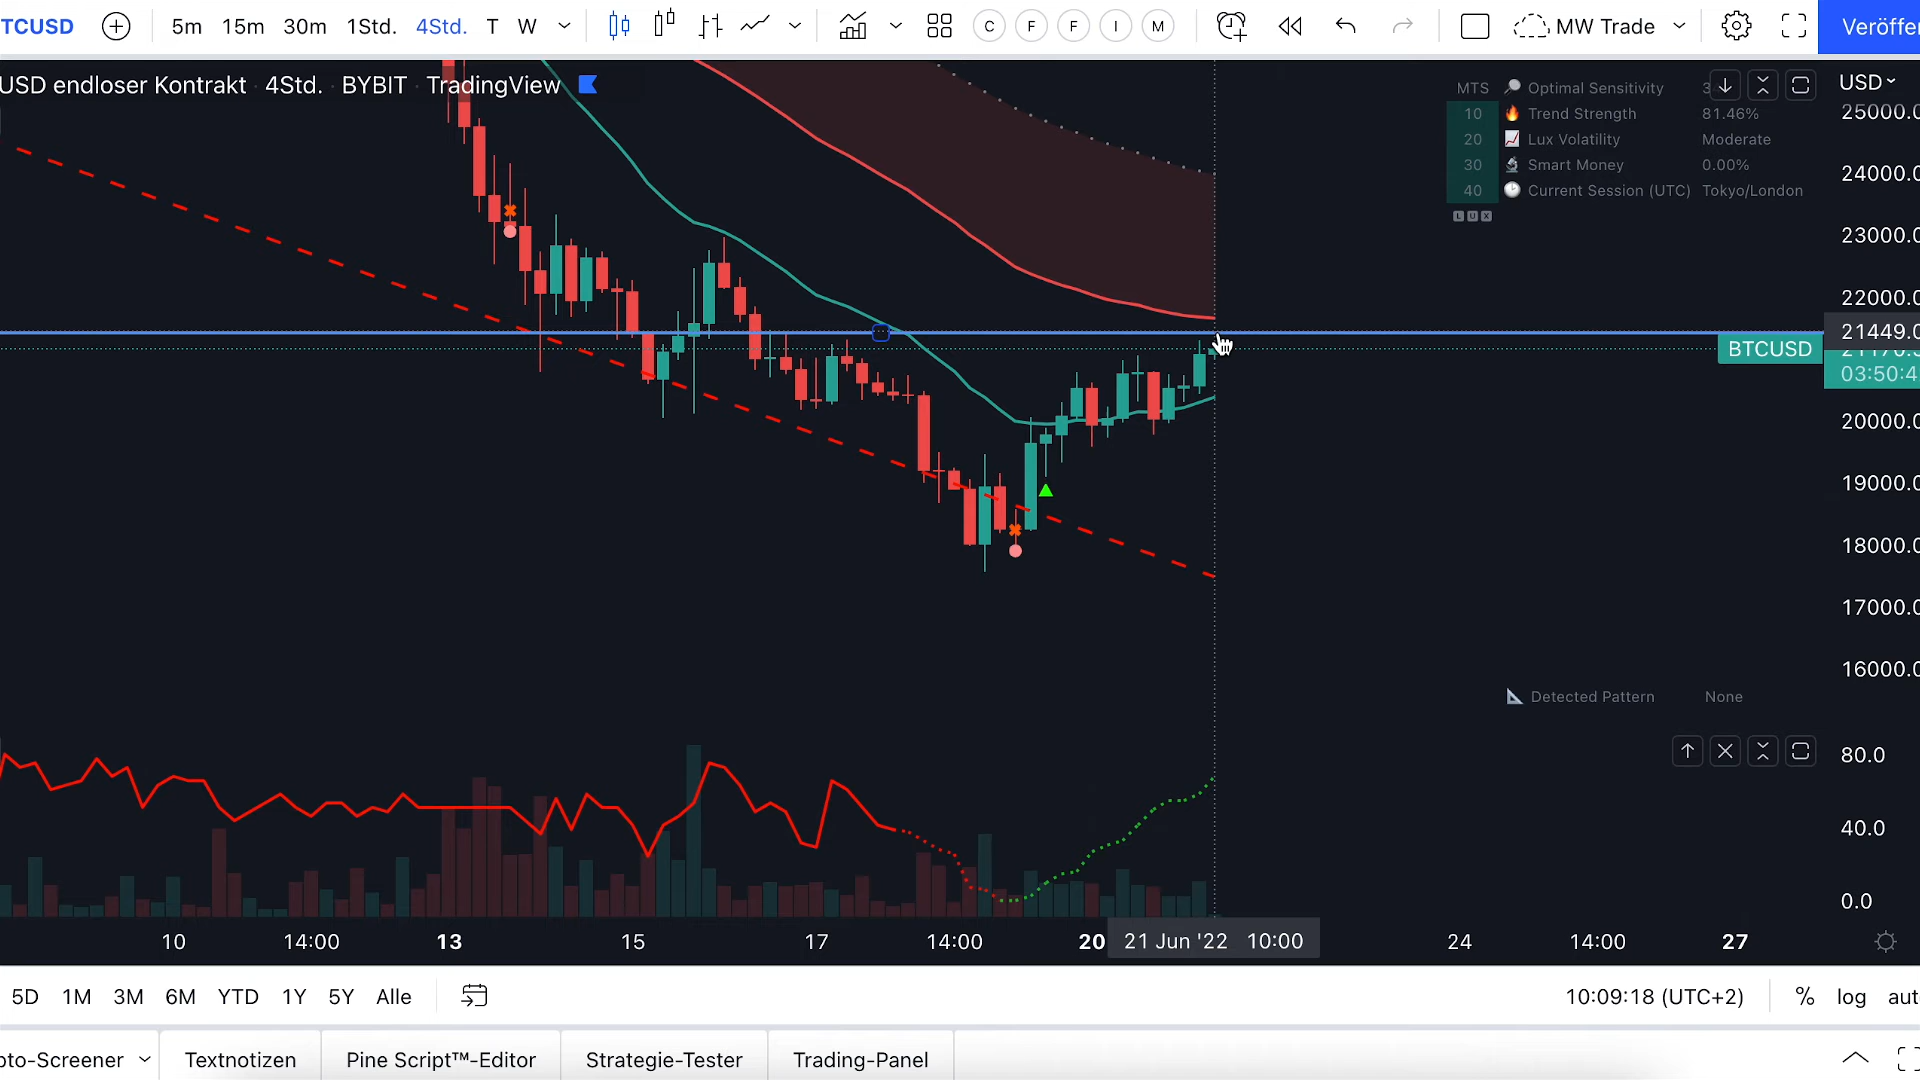 TCUSD 5m 15m 30m 1Std. 4Std. T W C F F I M MW Trade Veröffer
USD endloser Kontrakt · 4Std. · BYBIT · TradingView
USD
MTS Optimal Sensitivity 3
10 Trend Strength 81.46%
20 Lux Volatility Moderate
30 Smart Money 0.00%
40 Current Session (UTC) Tokyo/London
LUX
25000.0
24000.0
23000.0
22000.0
21449.0
BTCUSD
03:50:4
20000.0
19000.0
18000.0
17000.0
16000.0
Detected Pattern None
80.0
40.0
0.0
10 14:00 13 15 17 14:00 20 21 Jun '22 10:00 24 14:00 27
5D 1M 3M 6M YTD 1Y 5Y Alle 10:09:18 (UTC+2) % log aut
pto-Screener Textnotizen Pine Script™-Editor Strategie-Tester Trading-Panel